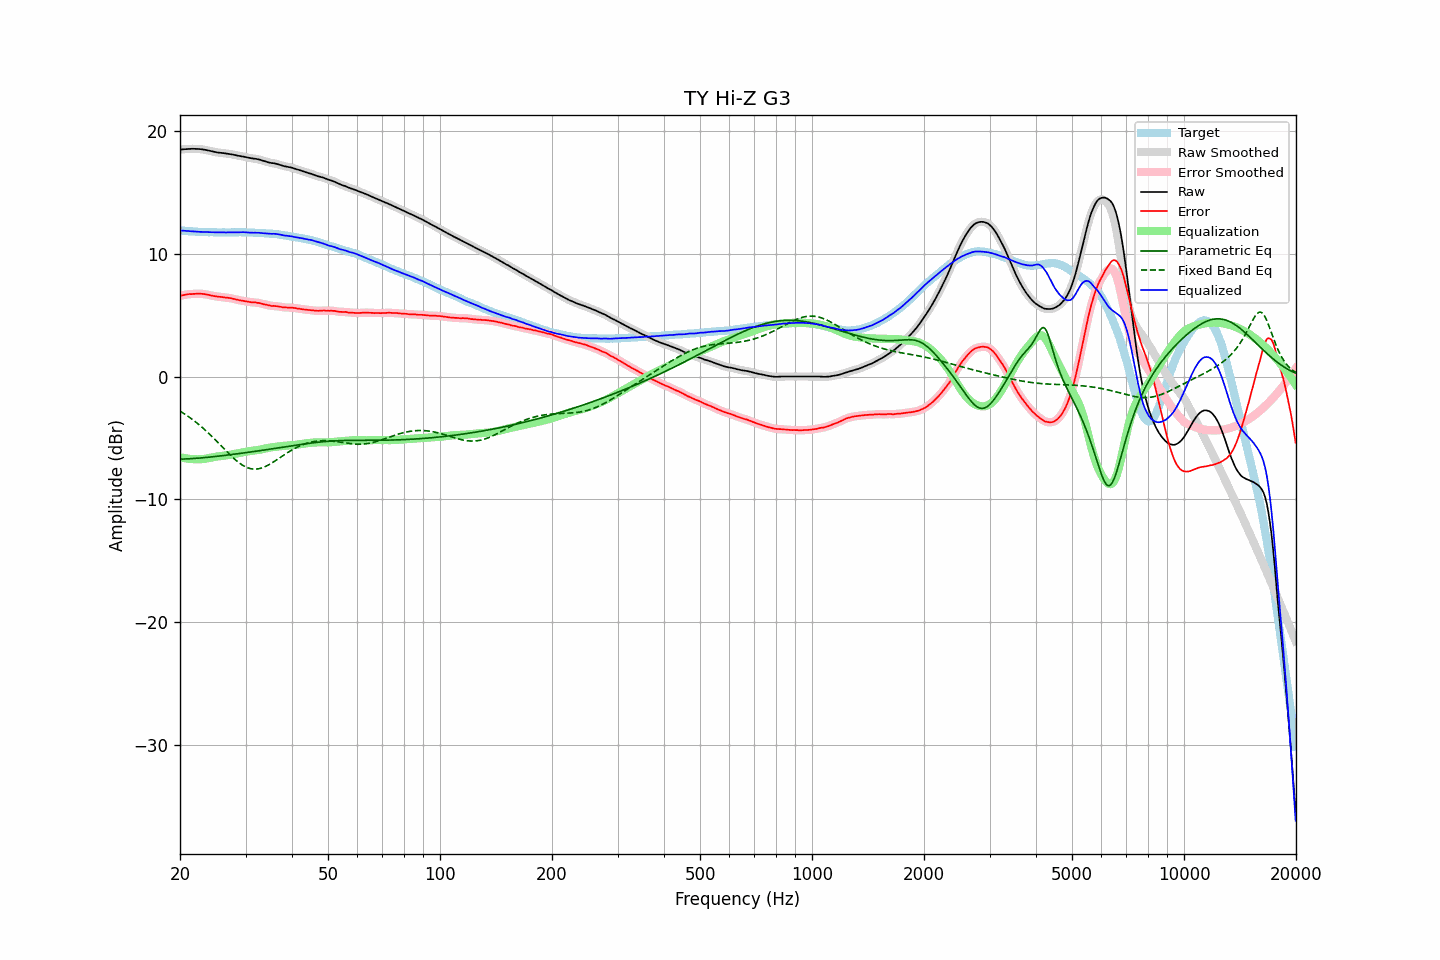 TY Hi-Z G3
20
10
0
−10
−20
−30
Amplitude (dBr)
Target
Raw Smoothed
Error Smoothed
Raw
Error
Equalization
Parametric Eq
Fixed Band Eq
Equalized
20
50
100
200
500
1000
2000
5000
10000
20000
Frequency (Hz)